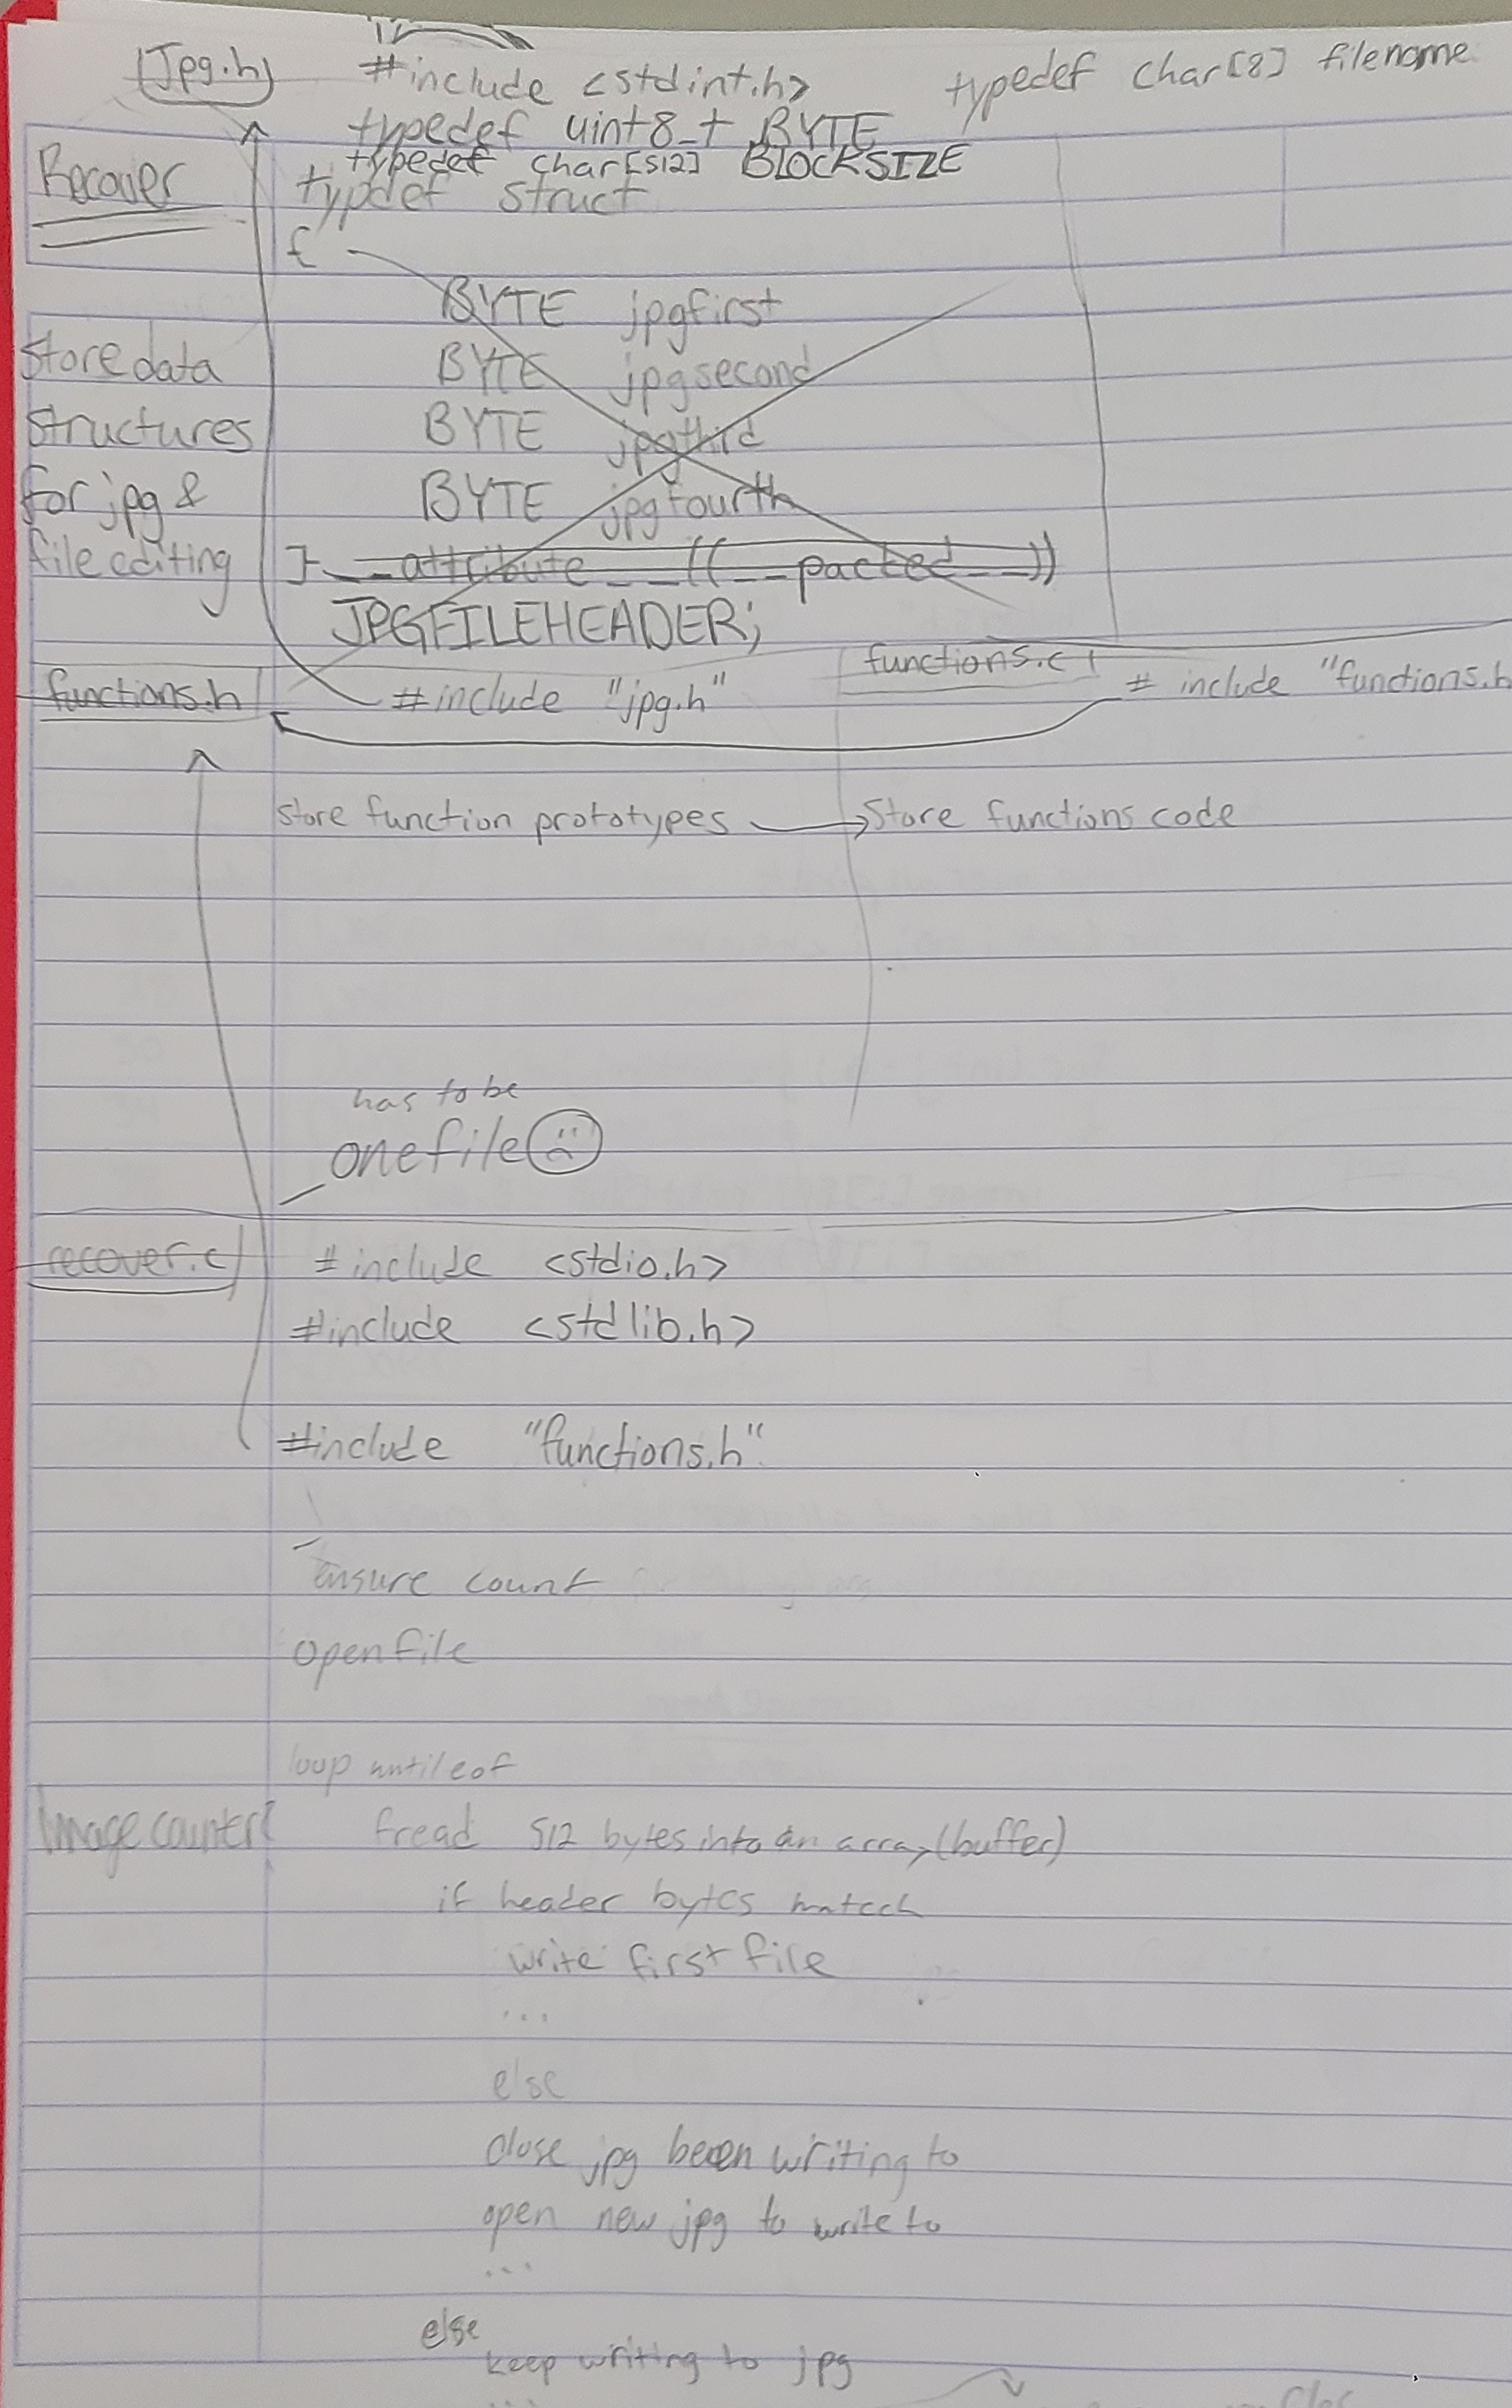 Jpg.h
#include <stdint.h>
typedef char[8] filename
typedef uint8_t BYTE
typedef char[512] BLOCKSIZE
Recover
typdef struct
{
BYTE jpgfirst
BYTE jpgsecond
BYTE jpgthird
BYTE jpgfourth
}__attribute__((__packed__))
JPGFILEHEADER;
Store data
structures
for jpg &
file editing
functions.h
#include "jpg.h"
functions.c
# include "functions.h
store function prototypes
Store functions code
has to be
one file
recover.c
#include <stdio.h>
#include <stdlib.h>
#include "functions.h"
ensure count
open file
loop until eof
Image counter
fread 512 bytes into an array (buffer)
if header bytes match
write first file
...
else
close jpg been writing to
open new jpg to write to
...
else
keep writing to jpg
...